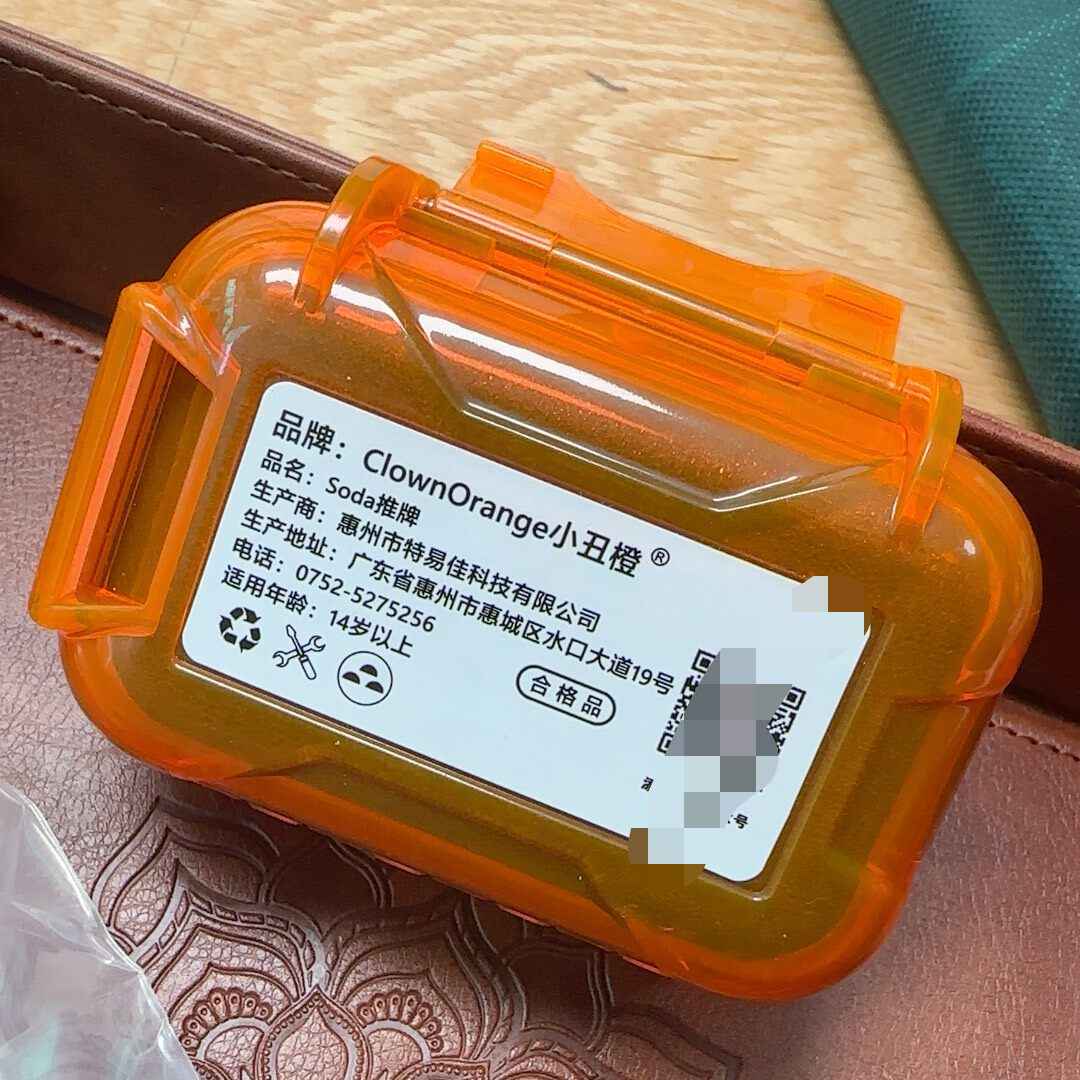 品牌：ClownOrange小丑橙®
品名：Soda推牌
生产商：惠州市特易佳科技有限公司
生产地址：广东省惠州市惠城区水口大道19号
电话：0752-5275256
适用年龄：14岁以上
合格品
号